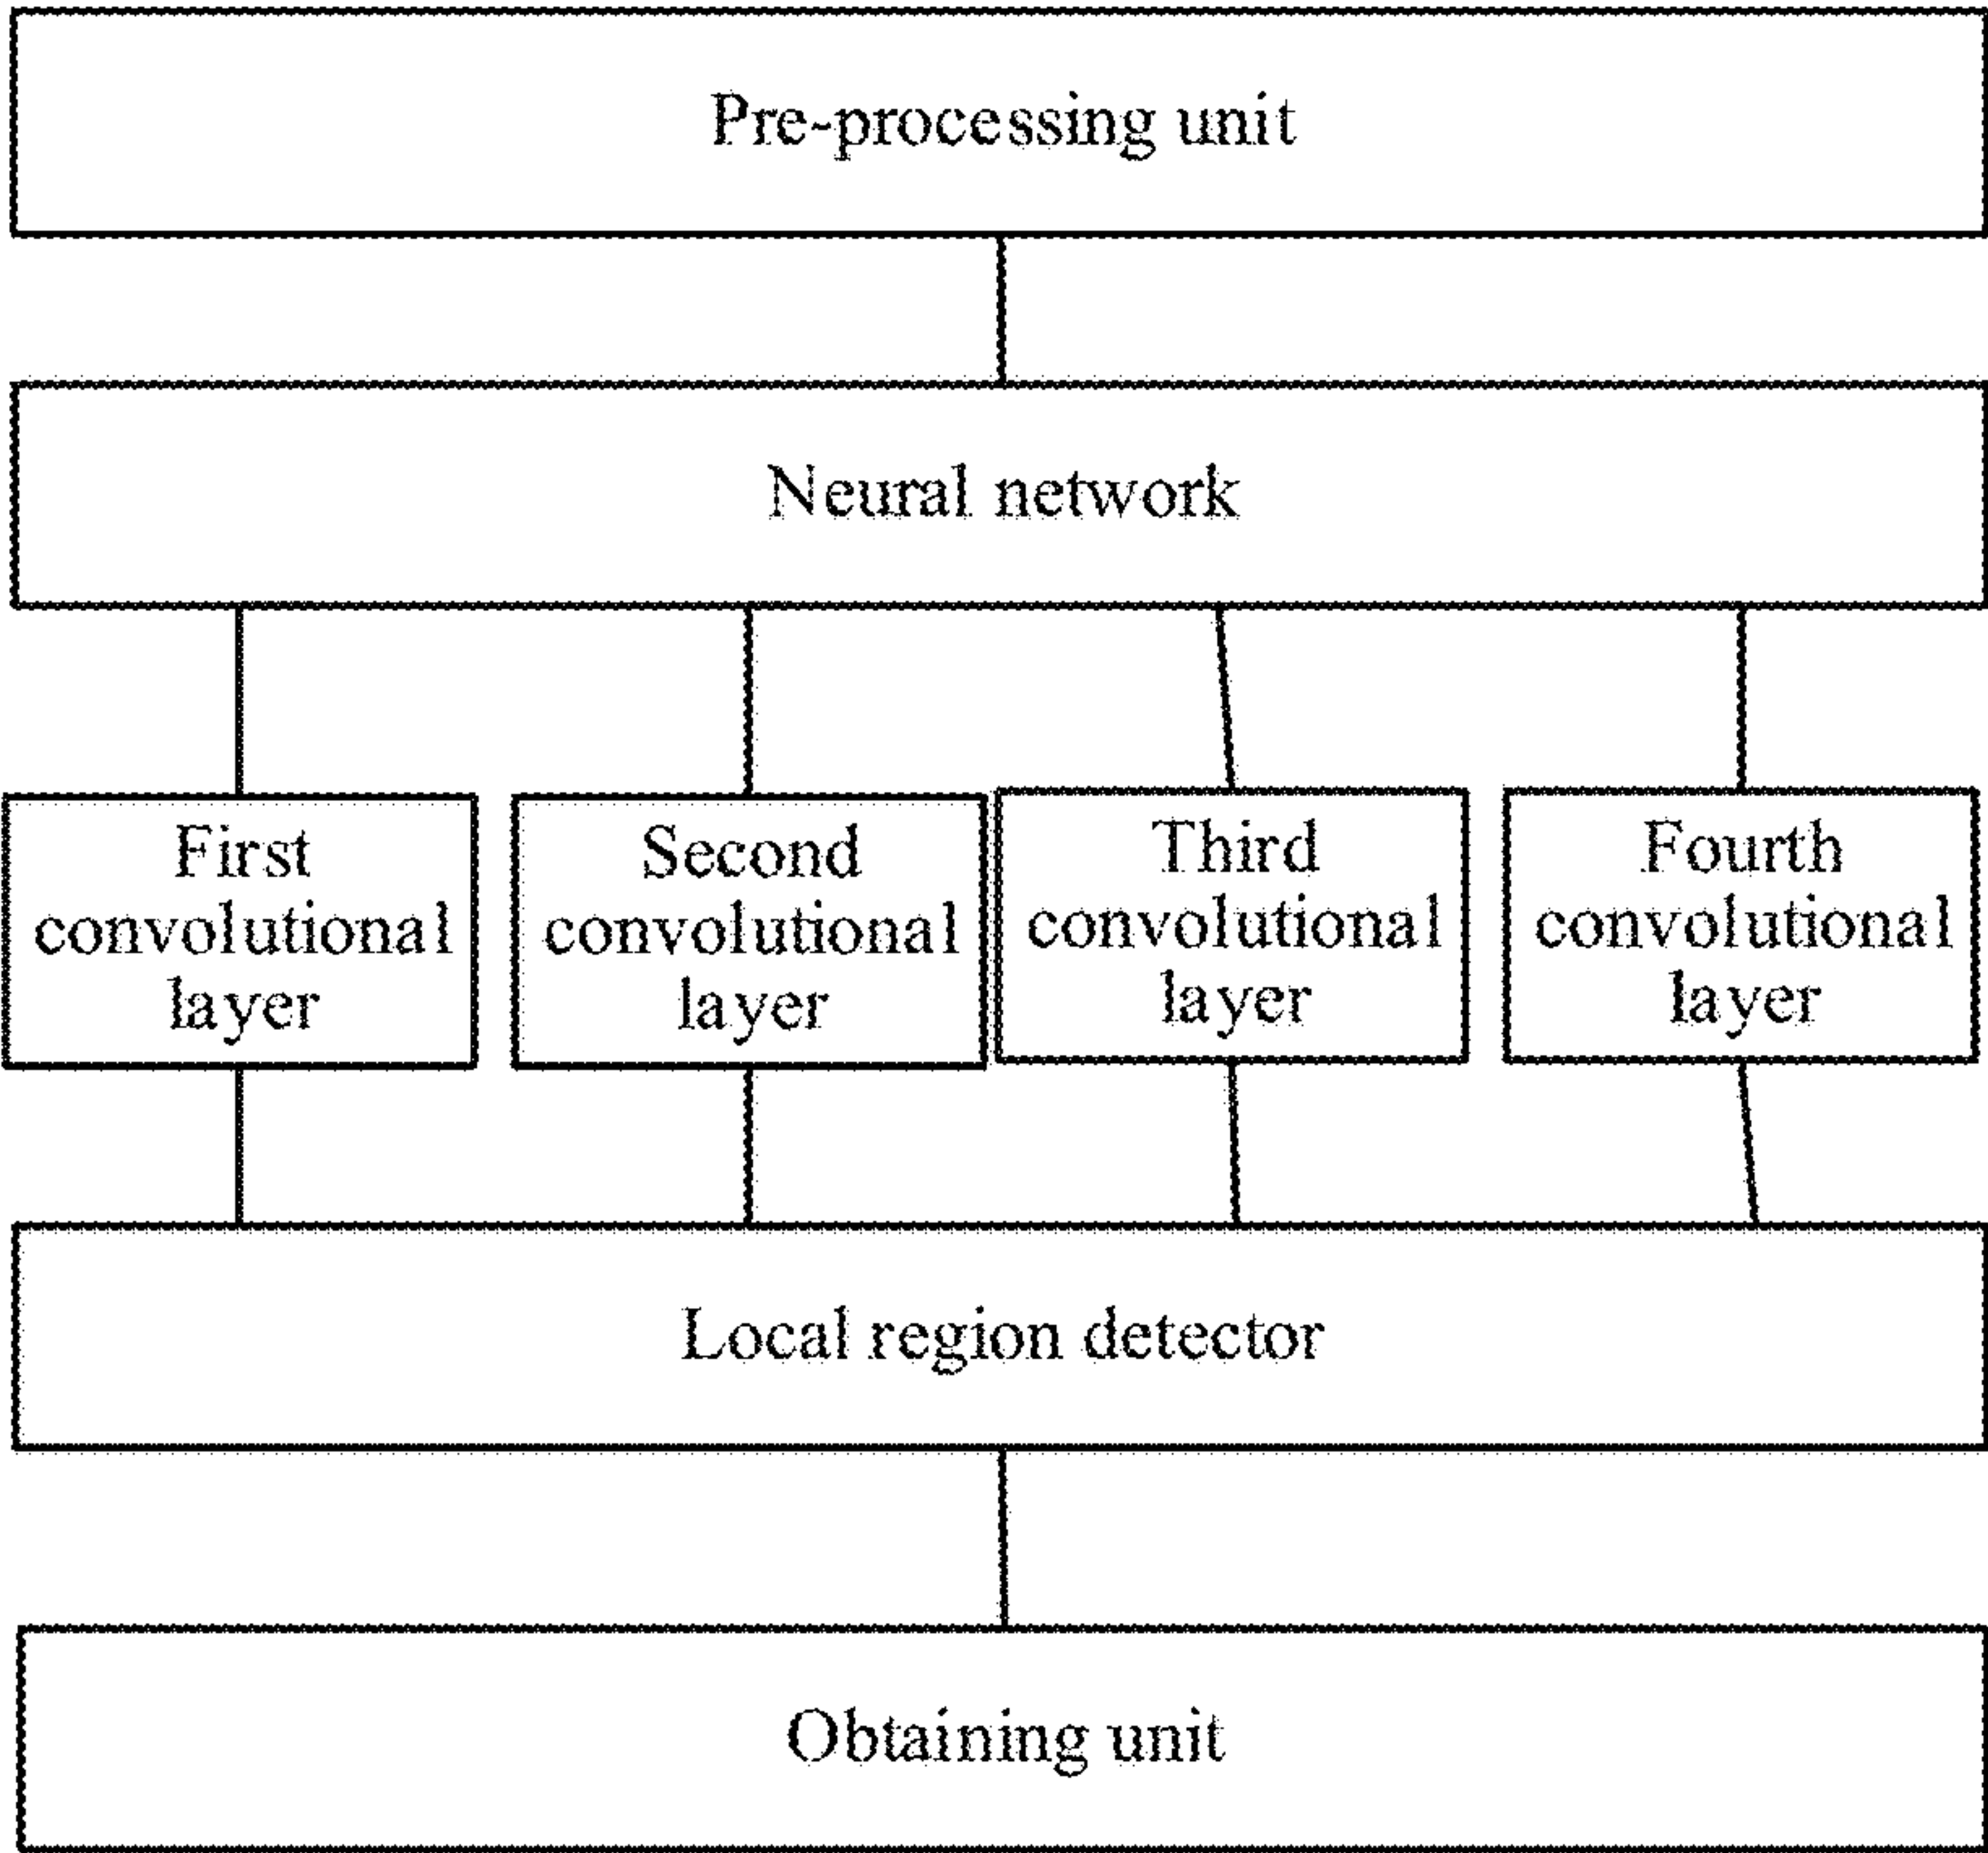 Pre-processing unit
Neural network
First
convolutional
layer
Second
convolutional
layer
Third
convolutional
layer
Fourth
convolutional
layer
Local region detector
Obtaining unit